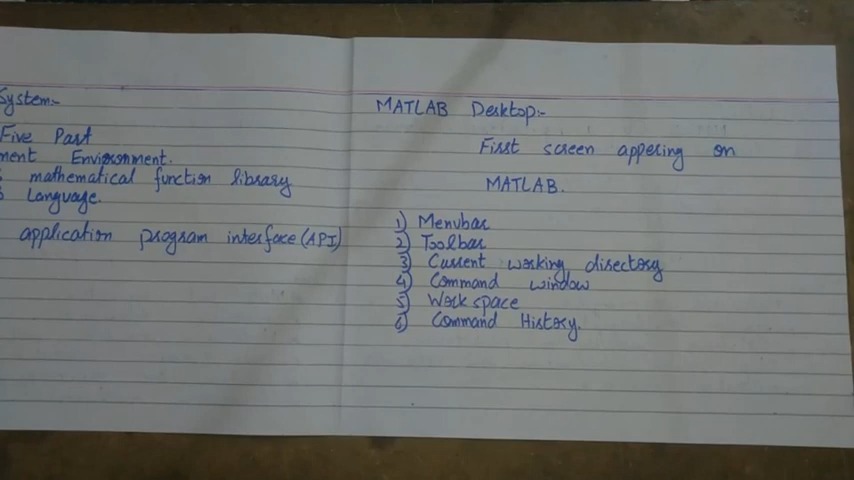 System:-
Five Part
ment Environment.
mathematical function library
Language.
application program interface (API)
MATLAB Desktop:-
First screen appering on
MATLAB.
1) Menubar
2) Toolbar
3) Current working directory
4) Command window
5) Work space
6) Command History.